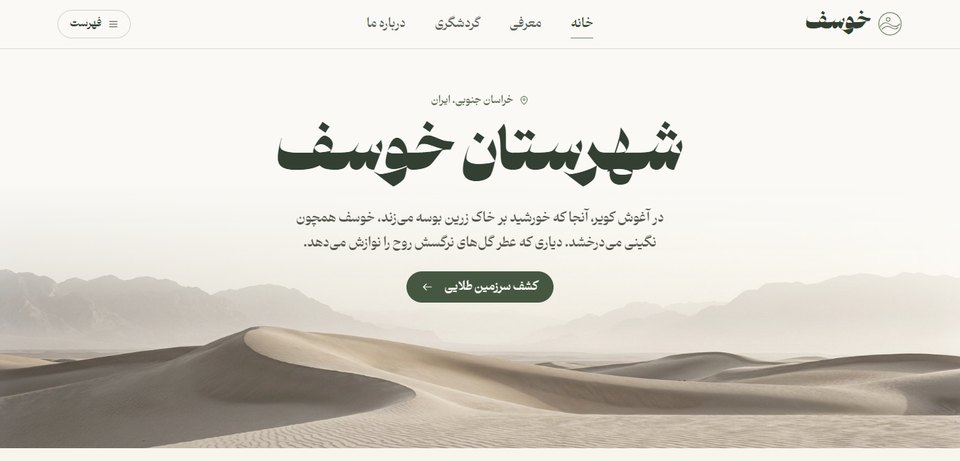 خوسف
خانه
معرفی
گردشگری
درباره ما
فهرست
خراسان جنوبی، ایران
شهرستان خوسف
در آغوش کویر، آنجا که خورشید بر خاک زرین بوسه می‌زند، خوسف همچون
نگینی می‌درخشد. دیاری که عطر گل‌های نرگسش روح را نوازش می‌دهد.
کشف سرزمین طلایی